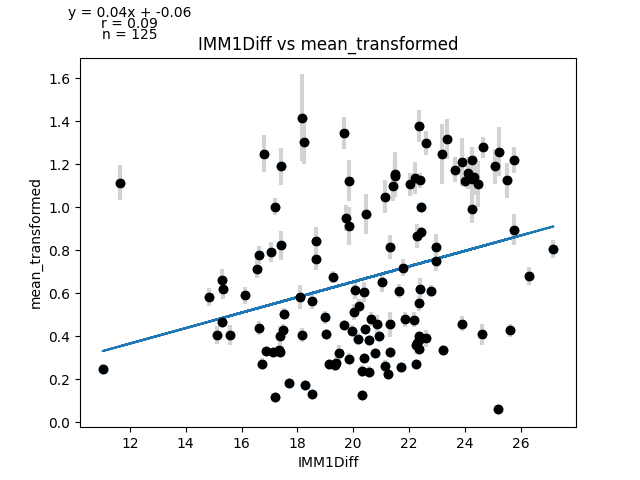 y = 0.04x + -0.06
r = 0.09
n = 125
IMM1Diff vs mean_transformed
mean_transformed
1.6
1.4
1.2
1.0
0.8
0.6
0.4
0.2
0.0
12 14 16 18 20 22 24 26
IMM1Diff